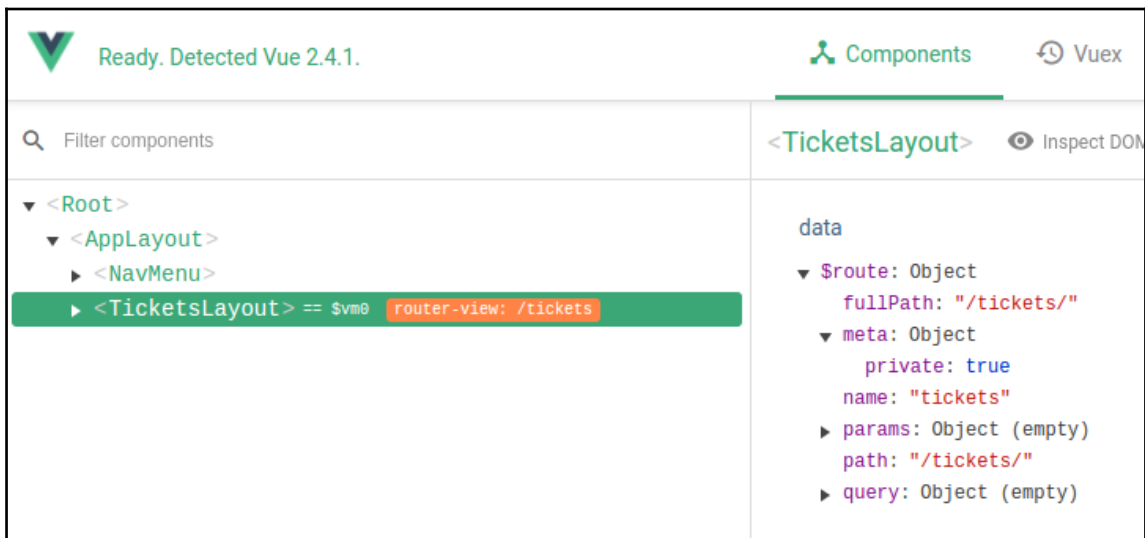 Ready. Detected Vue 2.4.1.
Components
Vuex
Filter components
<TicketsLayout>
Inspect DOM
<Root>
<AppLayout>
<NavMenu>
<TicketsLayout> == $vm0 router-view: /tickets
data
$route: Object
fullPath: "/tickets/"
meta: Object
private: true
name: "tickets"
params: Object (empty)
path: "/tickets/"
query: Object (empty)